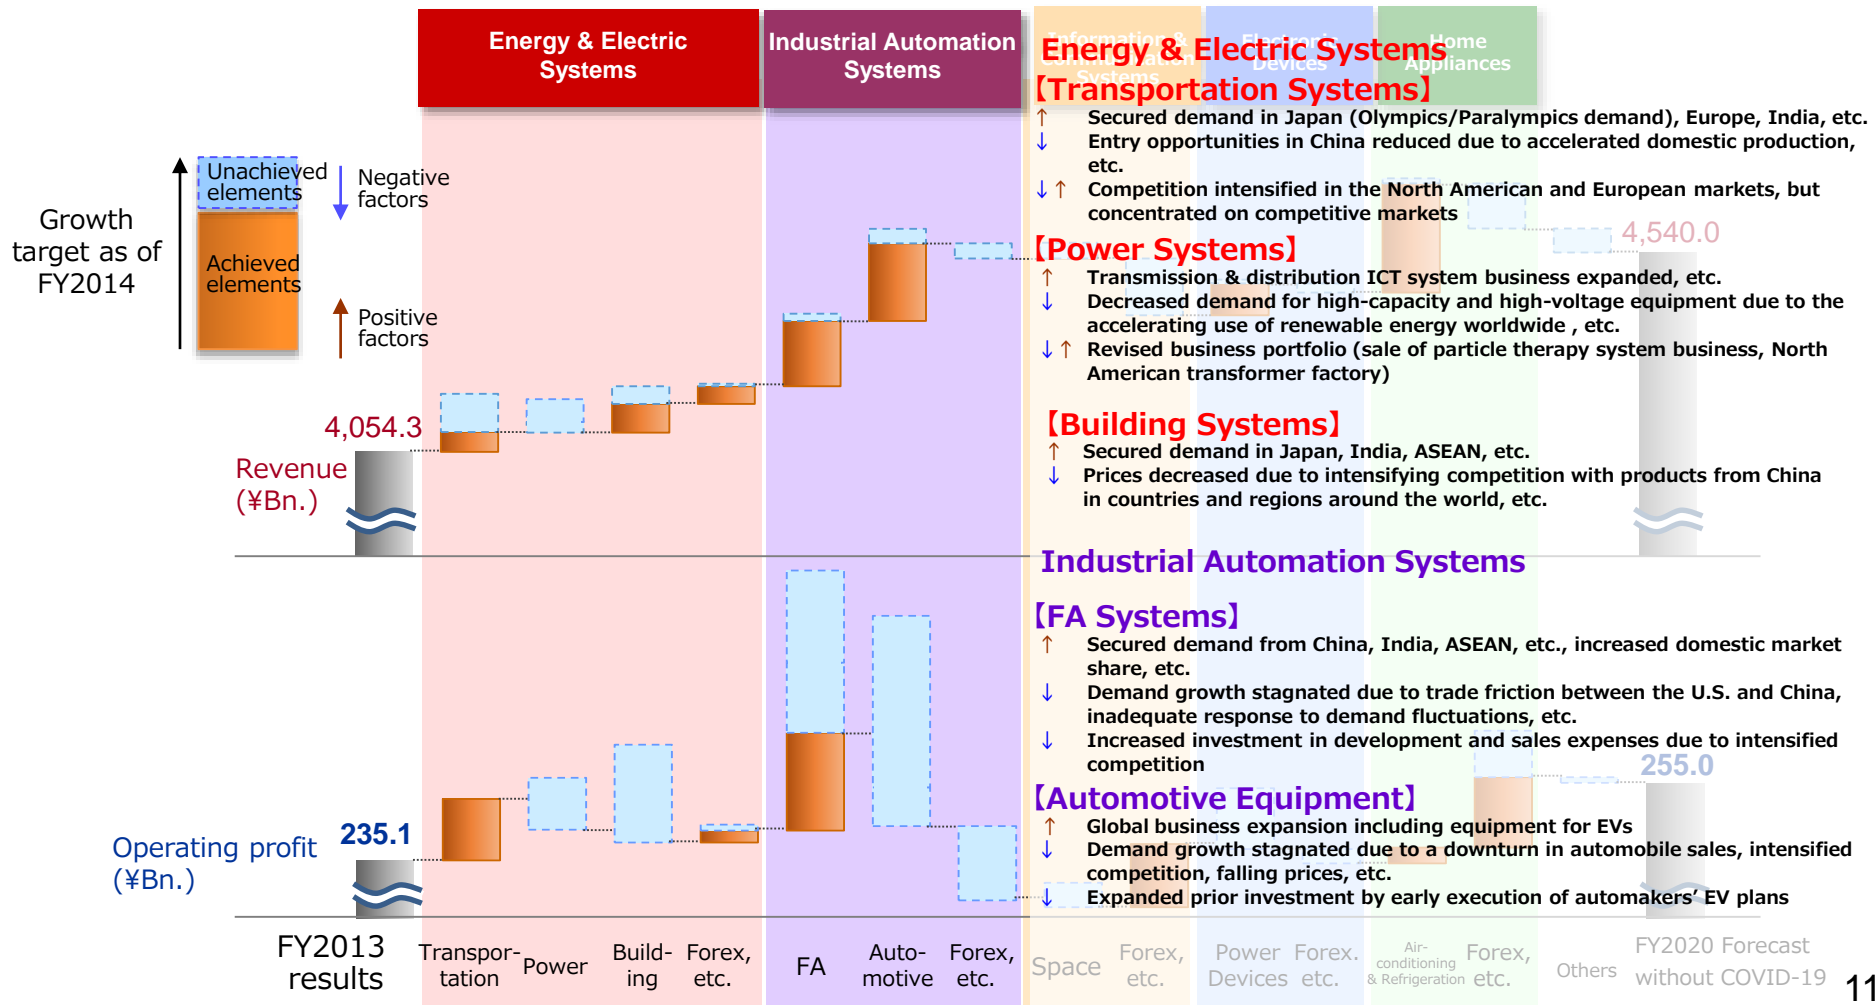 Energy & Electric
Systems
Industrial Automation
Systems
Information &
Communication
Systems
Electronic
Devices
Home
Appliances
Energy & Electric Systems
【Transportation Systems】
↑ Secured demand in Japan (Olympics/Paralympics demand), Europe, India, etc.
↓ Entry opportunities in China reduced due to accelerated domestic production,
etc.
↓↑ Competition intensified in the North American and European markets, but
concentrated on competitive markets
【Power Systems】
↑ Transmission & distribution ICT system business expanded, etc.
↓ Decreased demand for high-capacity and high-voltage equipment due to the
accelerating use of renewable energy worldwide , etc.
↓↑ Revised business portfolio (sale of particle therapy system business, North
American transformer factory)
【Building Systems】
↑ Secured demand in Japan, India, ASEAN, etc.
↓ Prices decreased due to intensifying competition with products from China
in countries and regions around the world, etc.
Industrial Automation Systems
【FA Systems】
↑ Secured demand from China, India, ASEAN, etc., increased domestic market
share, etc.
↓ Demand growth stagnated due to trade friction between the U.S. and China,
inadequate response to demand fluctuations, etc.
↓ Increased investment in development and sales expenses due to intensified
competition
【Automotive Equipment】
↑ Global business expansion including equipment for EVs
↓ Demand growth stagnated due to a downturn in automobile sales, intensified
competition, falling prices, etc.
↓ Expanded prior investment by early execution of automakers’ EV plans
Growth
target as of
FY2014
Unachieved
elements
Achieved
elements
Negative
factors
Positive
factors
4,054.3
Revenue
(¥Bn.)
4,540.0
Operating profit
(¥Bn.)
235.1
255.0
FY2013
results
Transpor-
tation
Power
Build-
ing
Forex,
etc.
FA
Auto-
motive
Forex,
etc.
Space
Forex,
etc.
Power
Devices
Forex.
etc.
Air-
conditioning
& Refrigeration
Forex,
etc.
Others
FY2020 Forecast
without COVID-19
11